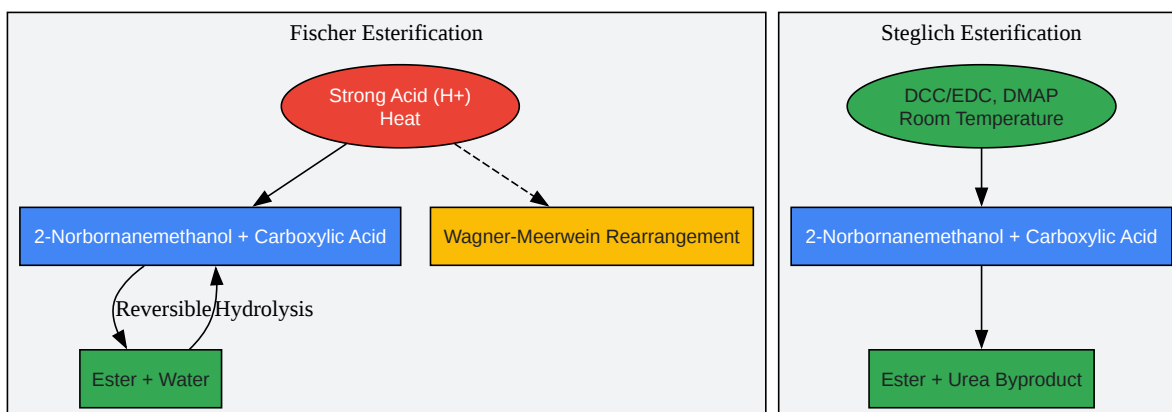 Fischer Esterification
Strong Acid (H+)
Heat
2-Norbornanemethanol + Carboxylic Acid
Wagner-Meerwein Rearrangement
Reversible
Hydrolysis
Ester + Water
Steglich Esterification
DCC/EDC, DMAP
Room Temperature
2-Norbornanemethanol + Carboxylic Acid
Ester + Urea Byproduct